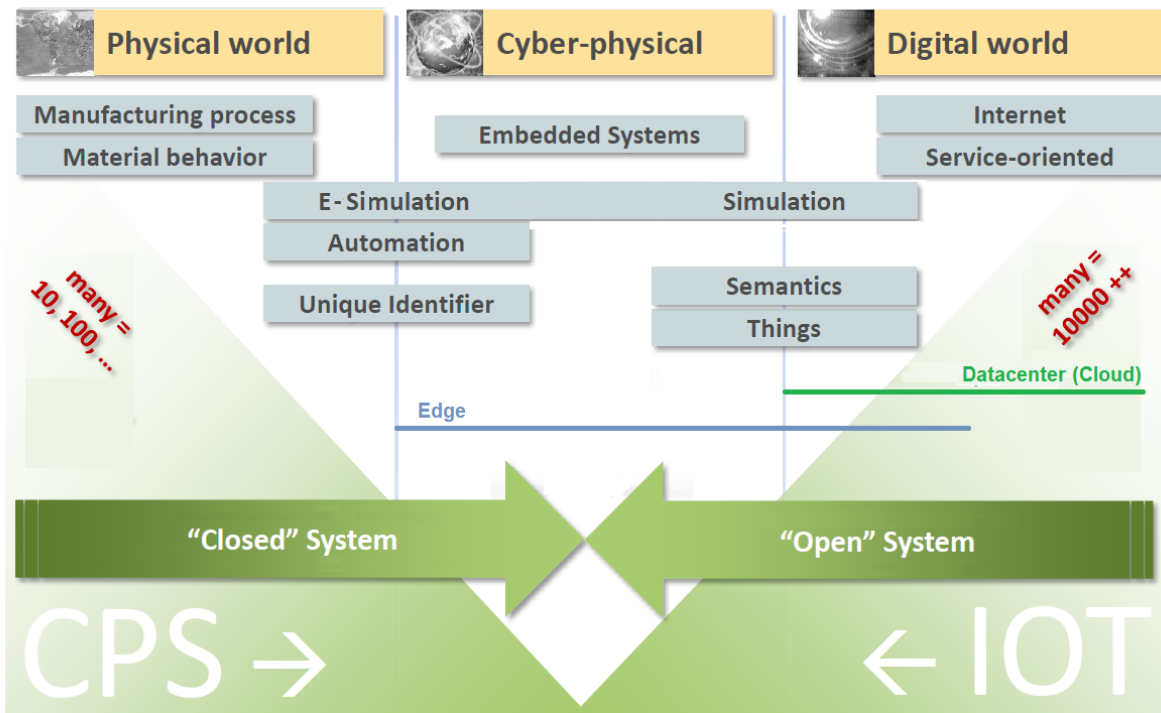 Physical world
Cyber-physical
Digital world
Manufacturing process
Material behavior
Embedded Systems
Internet
Service-oriented
E-Simulation
Simulation
Automation
Unique Identifier
Semantics
Things
many =
10, 100, ...
many =
10000 ++
Datacenter (Cloud)
Edge
“Closed” System
“Open” System
CPS →
← IOT